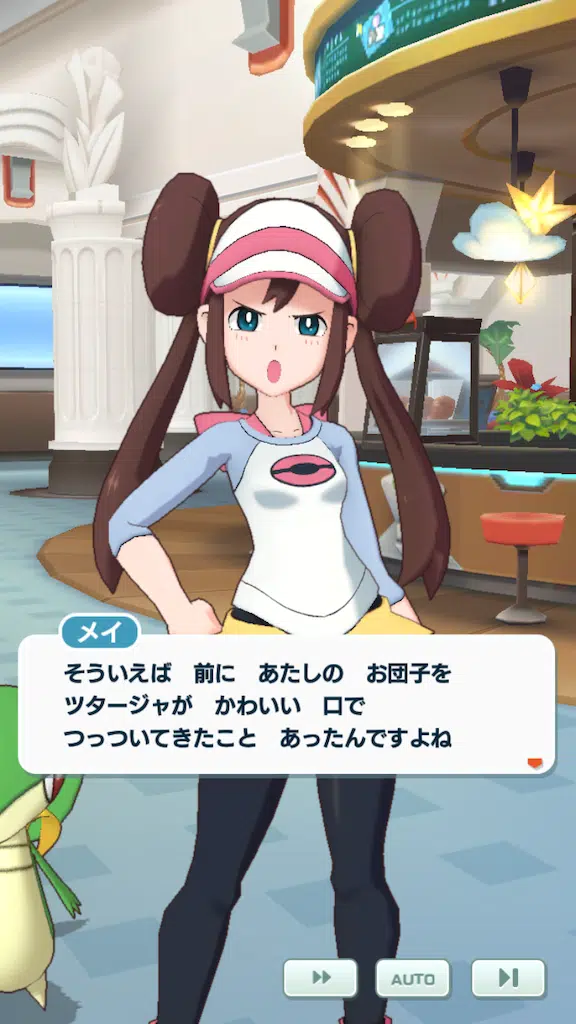 メイ
そういえば　前に　あたしの　お団子を
ツタージャが　かわいい　口で
つっついてきたこと　あったんですよね
AUTO